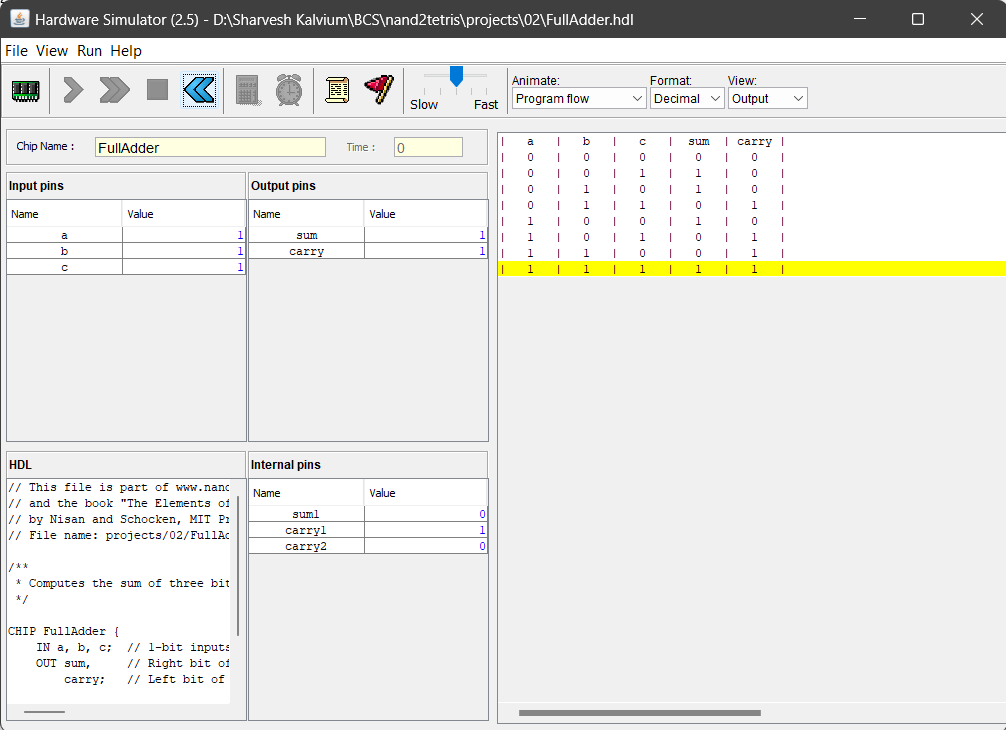 Hardware Simulator (2.5) - D:\Sharvesh Kalvium\BCS\nand2tetris\projects\02\FullAdder.hdl
File View Run Help
Slow Fast
Animate: Format: View:
Program flow Decimal Output
Chip Name : FullAdder Time : 0
Input pins
Name Value
a 1
b 1
c 1
Output pins
Name Value
sum 1
carry 1
HDL
// This file is part of www.nand
// and the book "The Elements of
// by Nisan and Schocken, MIT Pr
// File name: projects/02/FullAd
/**
* Computes the sum of three bit
*/
CHIP FullAdder {
IN a, b, c; // 1-bit inputs
OUT sum, // Right bit of
carry; // Left bit of
Internal pins
Name Value
sum1 0
carry1 1
carry2 0
| a | b | c | sum | carry |
| 0 | 0 | 0 | 0 | 0 |
| 0 | 0 | 1 | 1 | 0 |
| 0 | 1 | 0 | 1 | 0 |
| 0 | 1 | 1 | 0 | 1 |
| 1 | 0 | 0 | 1 | 0 |
| 1 | 0 | 1 | 0 | 1 |
| 1 | 1 | 0 | 0 | 1 |
| 1 | 1 | 1 | 1 | 1 |